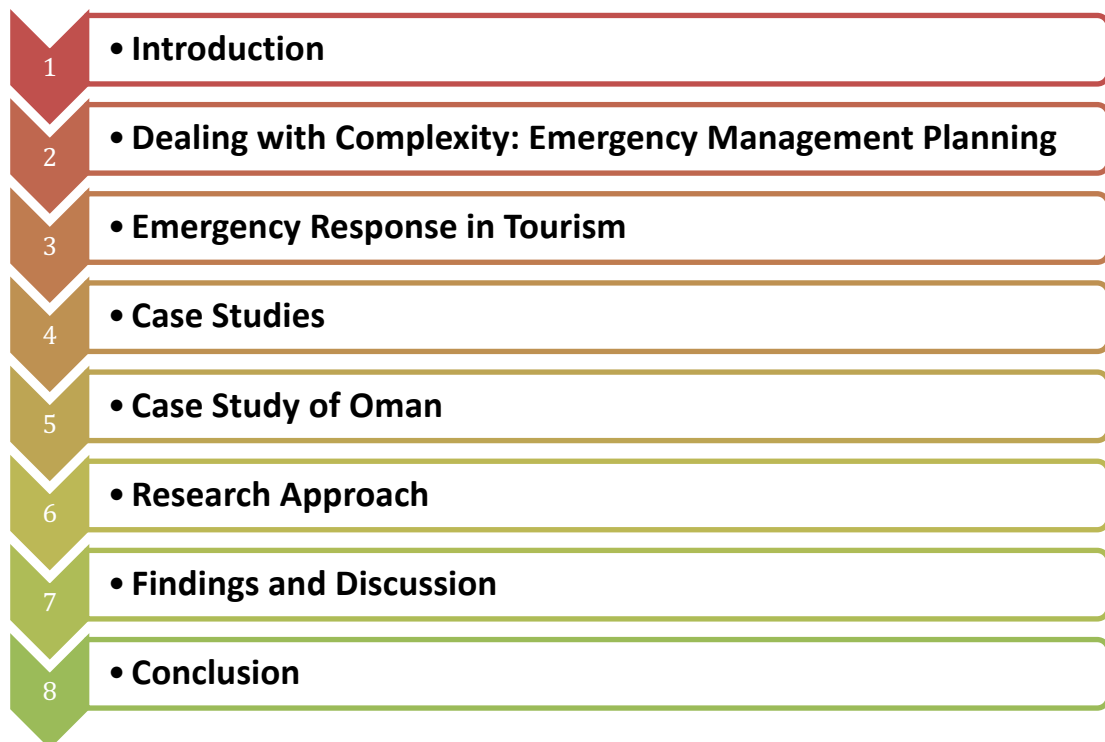 1 • Introduction
2 • Dealing with Complexity: Emergency Management Planning
3 • Emergency Response in Tourism
4 • Case Studies
5 • Case Study of Oman
6 • Research Approach
7 • Findings and Discussion
8 • Conclusion